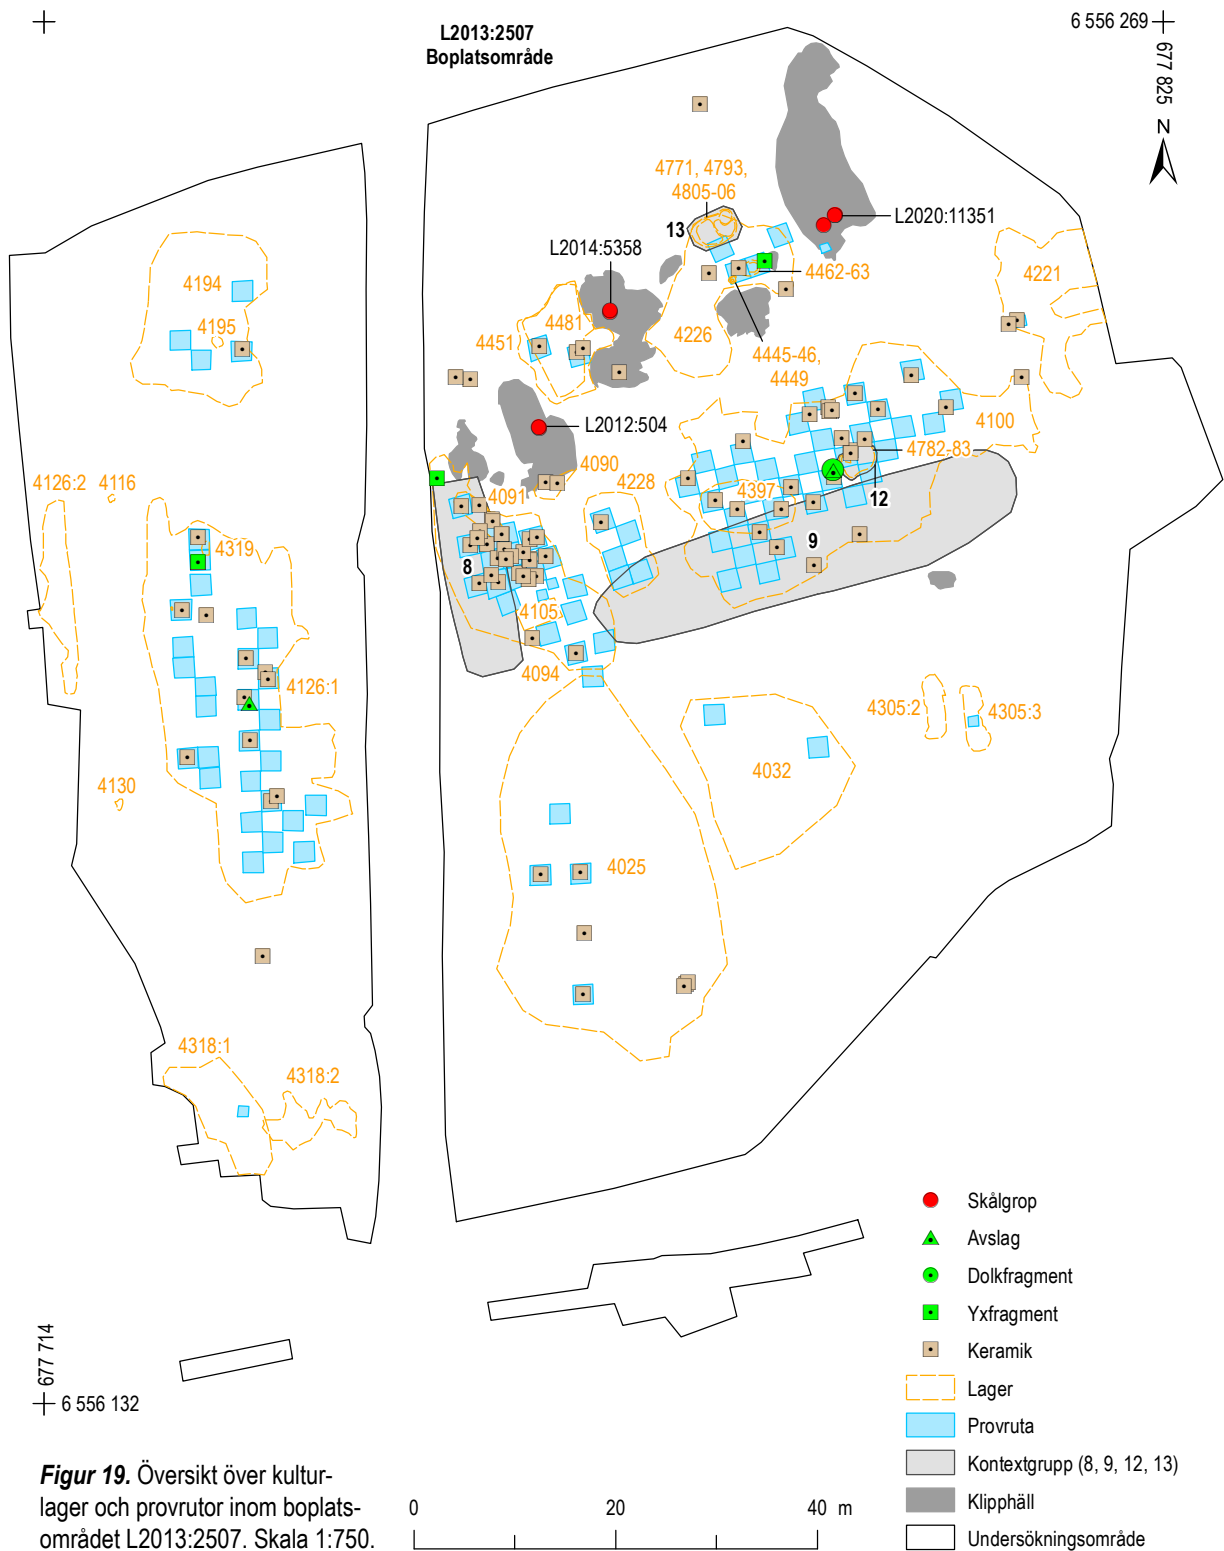 L2013:2507
Boplatsområde
6 556 269
677 825
N
4771, 4793,
4805-06
13
L2020:11351
L2014:5358
4462-63
4221
4194
4195
4481
4451
4226
4445-46,
4449
L2012:504
4100
4782-83
4090
4126:2
4116
4091
4228
4397
12
4319
9
8
4105
4094
4126:1
4305:2
4305:3
4032
4130
4025
4318:1
4318:2
Skålgrop
Avslag
Dolkfragment
Yxfragment
Keramik
Lager
Provruta
Kontextgrupp (8, 9, 12, 13)
Klipphäll
Undersökningsområde
677 714
6 556 132
Figur 19. Översikt över kultur-
lager och provrutor inom boplats-
området L2013:2507. Skala 1:750.
0 20 40 m